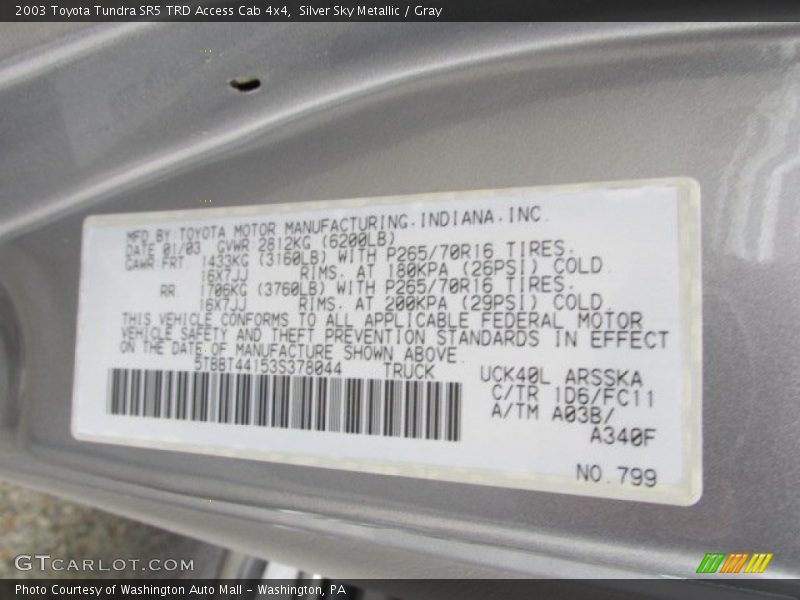 2003 Toyota Tundra SR5 TRD Access Cab 4x4, Silver Sky Metallic / Gray
MFD BY: TOYOTA MOTOR MANUFACTURING, INDIANA, INC.
DATE 01/03 GVWR 2812KG (6200LB)
GAWR FRT 1433KG (3160LB) WITH P265/70R16 TIRES.
16X7JJ RIMS. AT 180KPA (26PSI) COLD.
RR 1706KG (3760LB) WITH P265/70R16 TIRES.
16X7JJ RIMS. AT 200KPA (29PSI) COLD.
THIS VEHICLE CONFORMS TO ALL APPLICABLE FEDERAL MOTOR
VEHICLE SAFETY AND THEFT PREVENTION STANDARDS IN EFFECT
ON THE DATE OF MANUFACTURE SHOWN ABOVE.
5TBBT44153S378044 TRUCK
UCK40L ARSSKA
C/TR 1D6/FC11
A/TM A03B/
A340F
NO. 799
GTCARLOT.COM
Photo Courtesy of Washington Auto Mall - Washington, PA